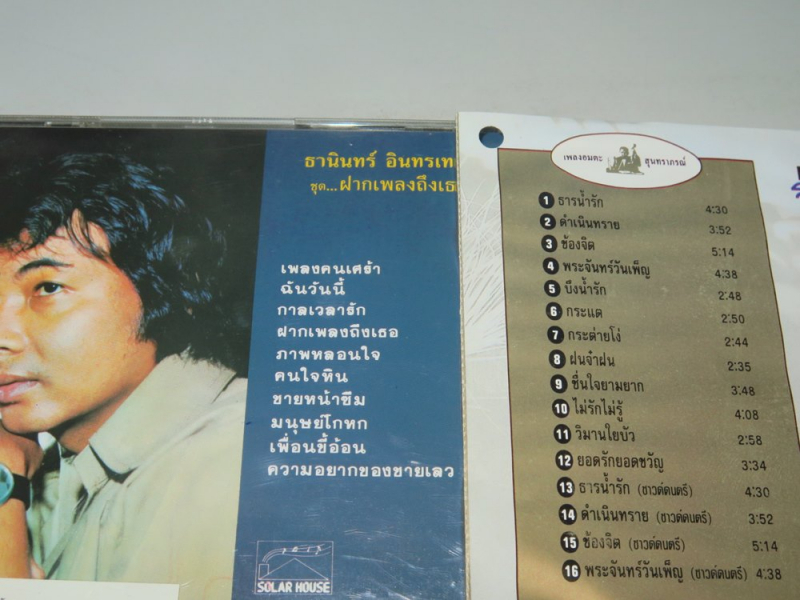 ธานินทร์ อินทรเท
ชุด...ฝากเพลงถึงเธ
เพลงคนเศร้า
ฉันวันนี้
กาลเวลารัก
ฝากเพลงถึงเธอ
ภาพหลอนใจ
คนใจหิน
ชายหน้าขึม
มนุษย์โกหก
เพื่อนขี้อ้อน
ความอยากของชายเลว
SOLAR HOUSE
เพลงอมตะ สุนทราภรณ์
1 ธารน้ำรัก 4:30
2 ดำเนินทราย 3:52
3 ช้องจิต 5:14
4 พระจันทร์วันเพ็ญ 4:38
5 บึงน้ำรัก 2:48
6 กระแต 2:50
7 กระต่ายโง่ 2:44
8 ฝนจ๋าฝน 2:35
9 ชื่นใจยามยาก 3:48
10 ไม่รักไม่รู้ 4:08
11 วิมานใยบัว 2:58
12 ยอดรักยอดขวัญ 3:34
13 ธารน้ำรัก (ซาวด์ดนตรี) 4:30
14 ดำเนินทราย (ซาวด์ดนตรี) 3:52
15 ช้องจิต (ซาวด์ดนตรี) 5:14
16 พระจันทร์วันเพ็ญ (ซาวด์ดนตรี) 4:38